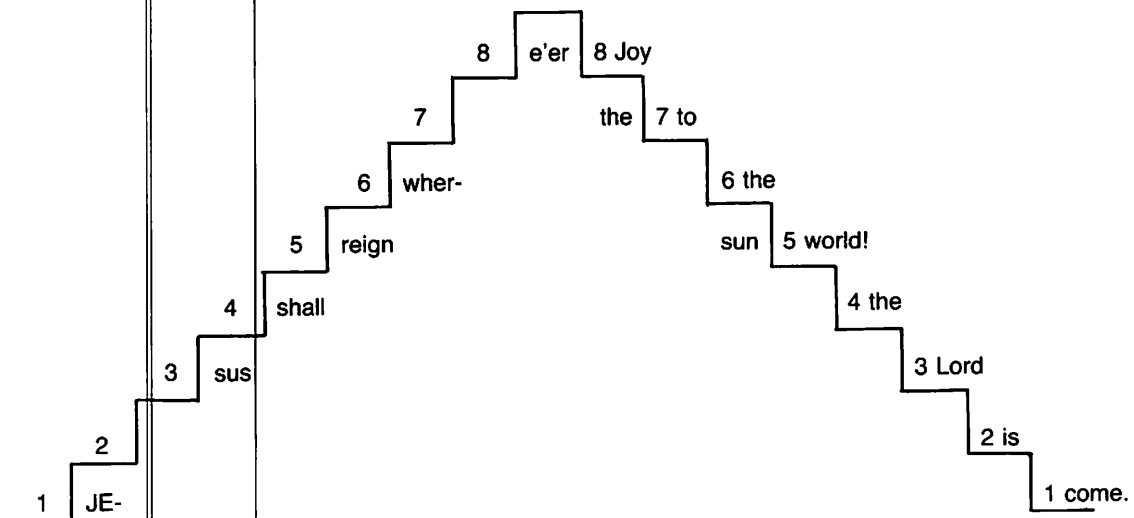 8 e'er 8 Joy
7 the 7 to
6 wher- 6 the
5 reign sun 5 world!
4 shall 4 the
3 sus 3 Lord
2 2 is
1 JE- 1 come.